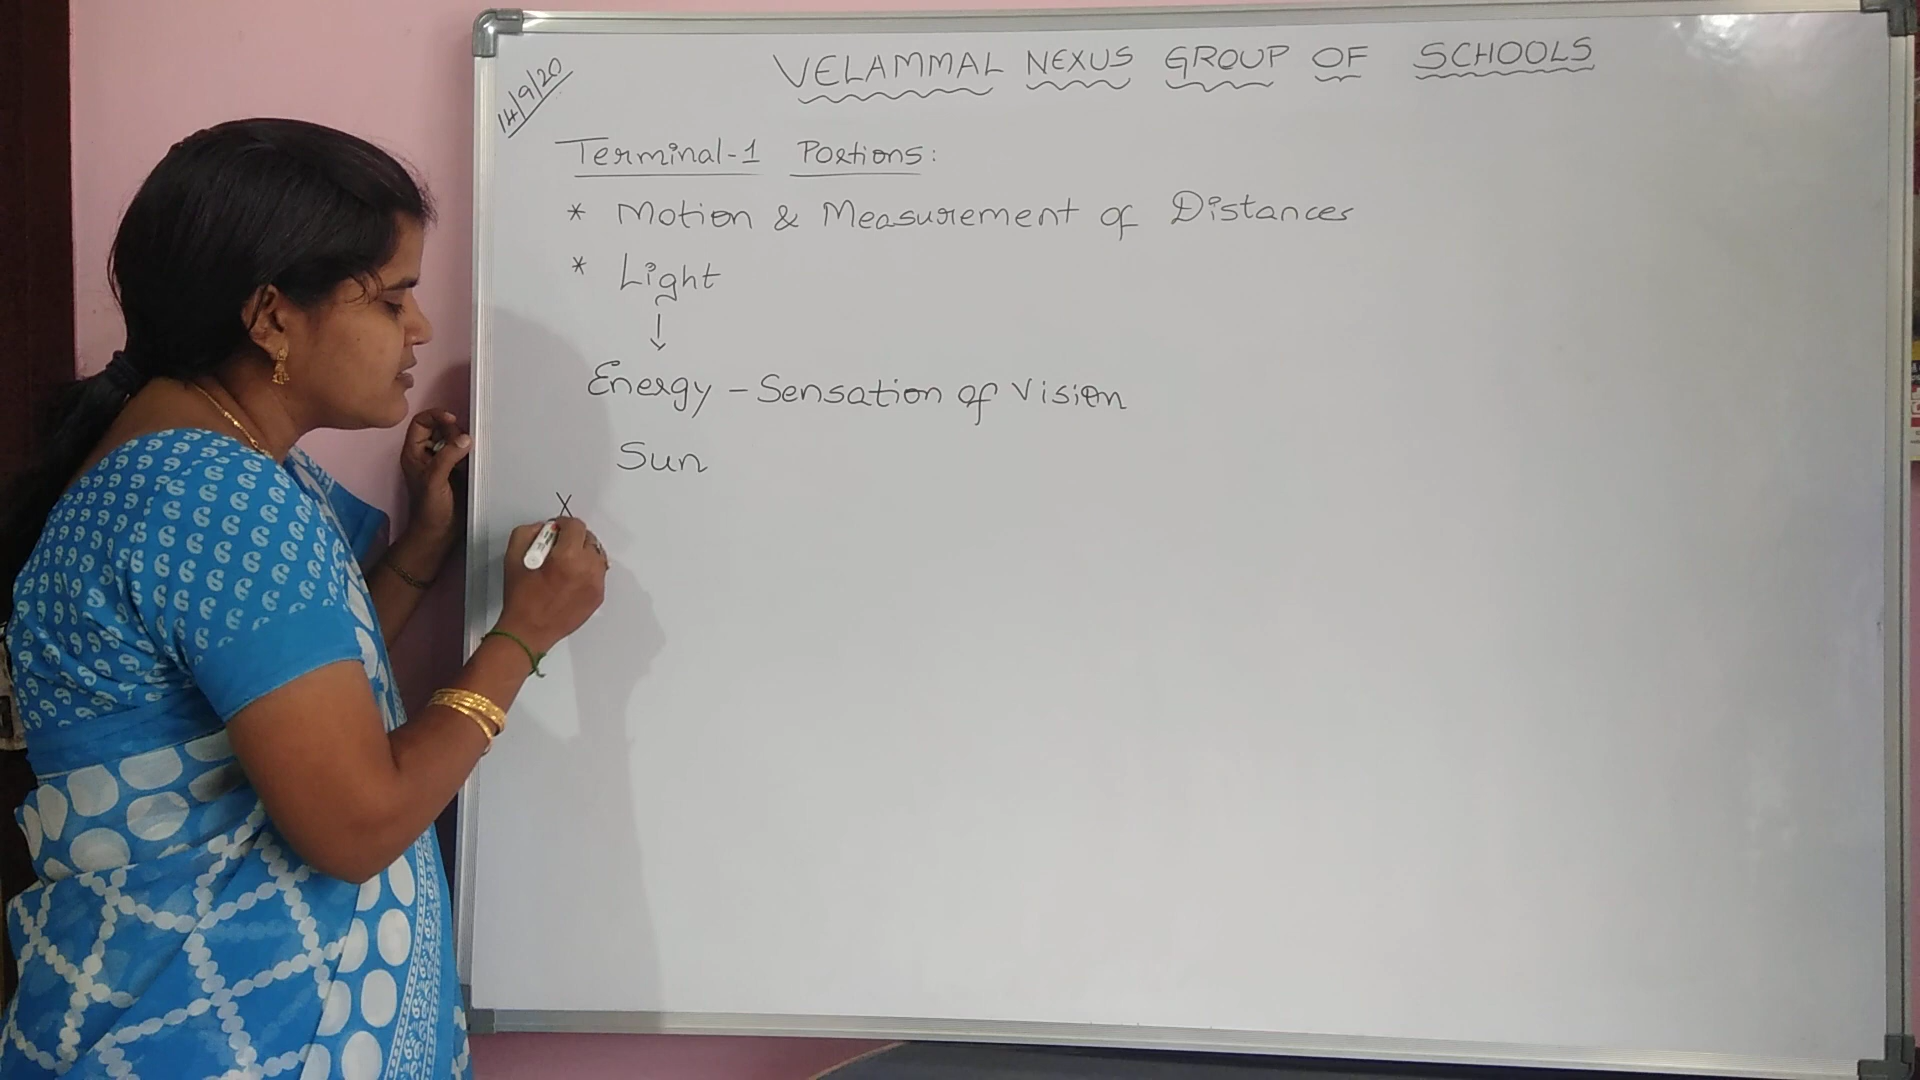 14/9/20
VELAMMAL NEXUS GROUP OF SCHOOLS
Terminal-1 Portions:
* Motion & Measurement of Distances
* Light
↓
Energy - Sensation of Vision
Sun